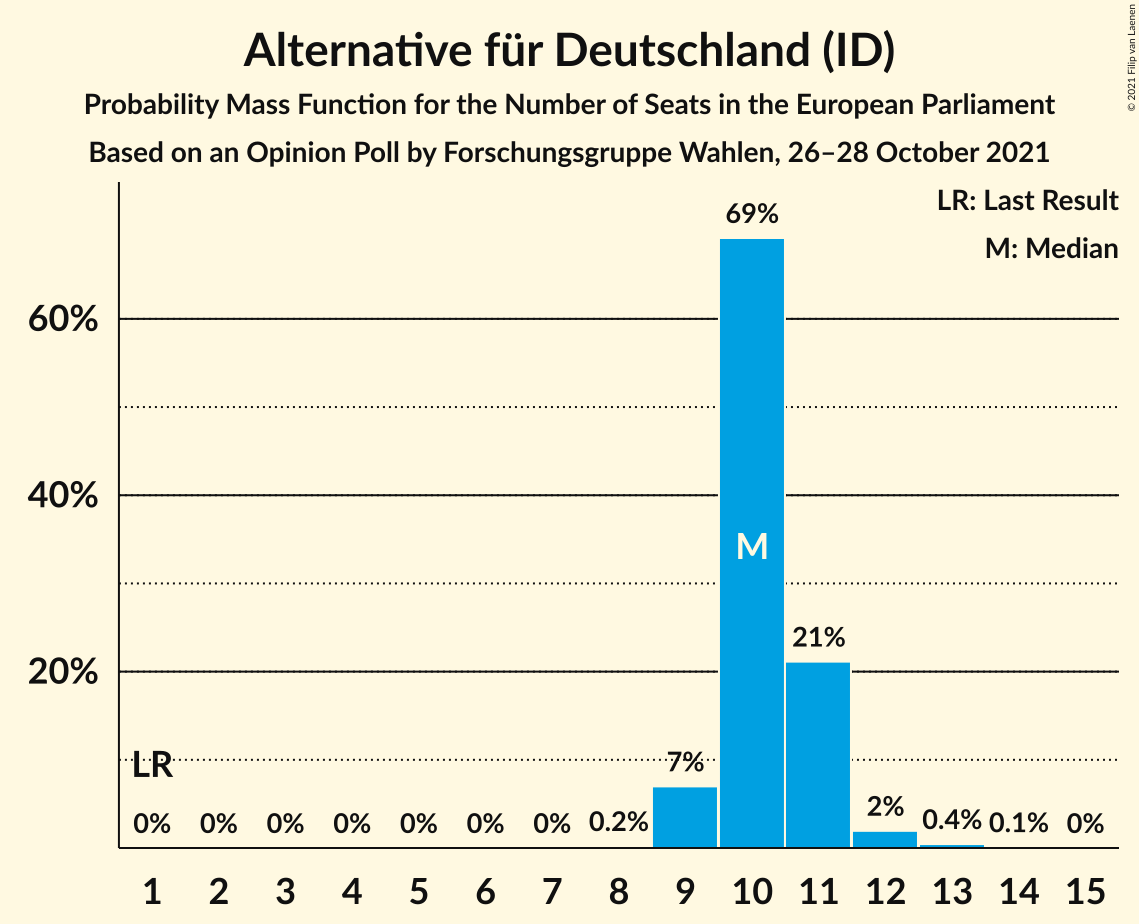 Alternative für Deutschland (ID)
Probability Mass Function for the Number of Seats in the European Parliament
Based on an Opinion Poll by Forschungsgruppe Wahlen, 26–28 October 2021
© 2021 Filip van Laenen
LR: Last Result
M: Median
69%
60%
40%
M
21%
20%
LR
7%
2%
0% 0% 0% 0% 0% 0% 0% 0.2% 0.4% 0.1% 0%
1 2 3 4 5 6 7 8 9 10 11 12 13 14 15